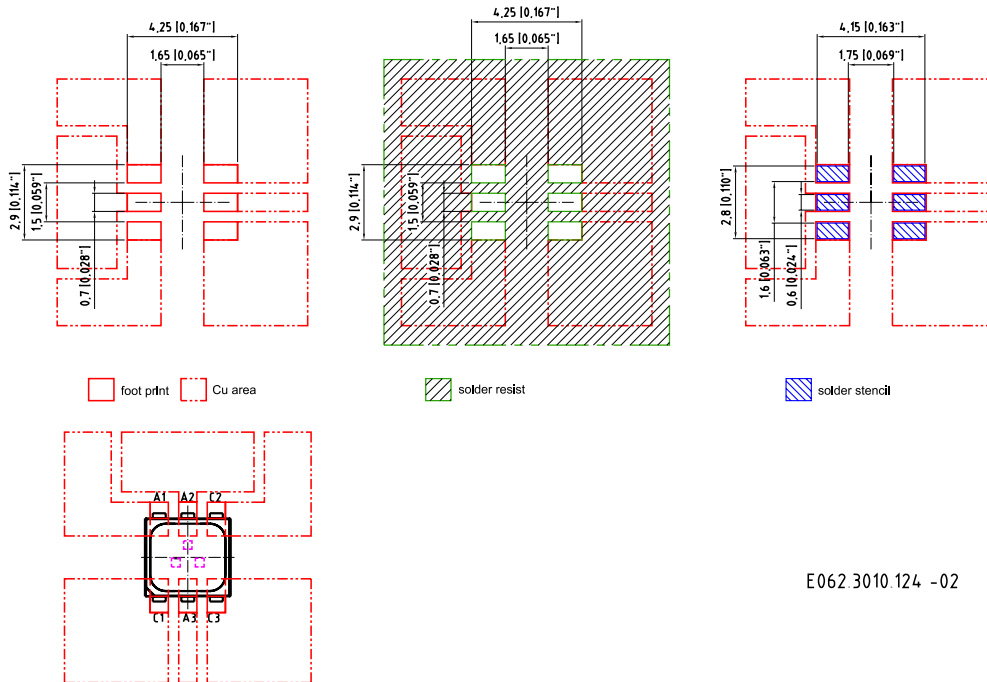 4.25 [0.167"]
1.65 [0.065"]
2.9 [0.114"]
1.5 [0.059"]
0.7 [0.028"]
4.25 [0.167"]
1.65 [0.065"]
2.9 [0.114"]
1.5 [0.059"]
0.7 [0.028"]
4.15 [0.163"]
1.75 [0.069"]
2.8 [0.110"]
1.6 [0.063"]
0.6 [0.024"]
foot print
Cu area
solder resist
solder stencil
A1 A2 C2
C1 A3 C3
E062.3010.124 -02